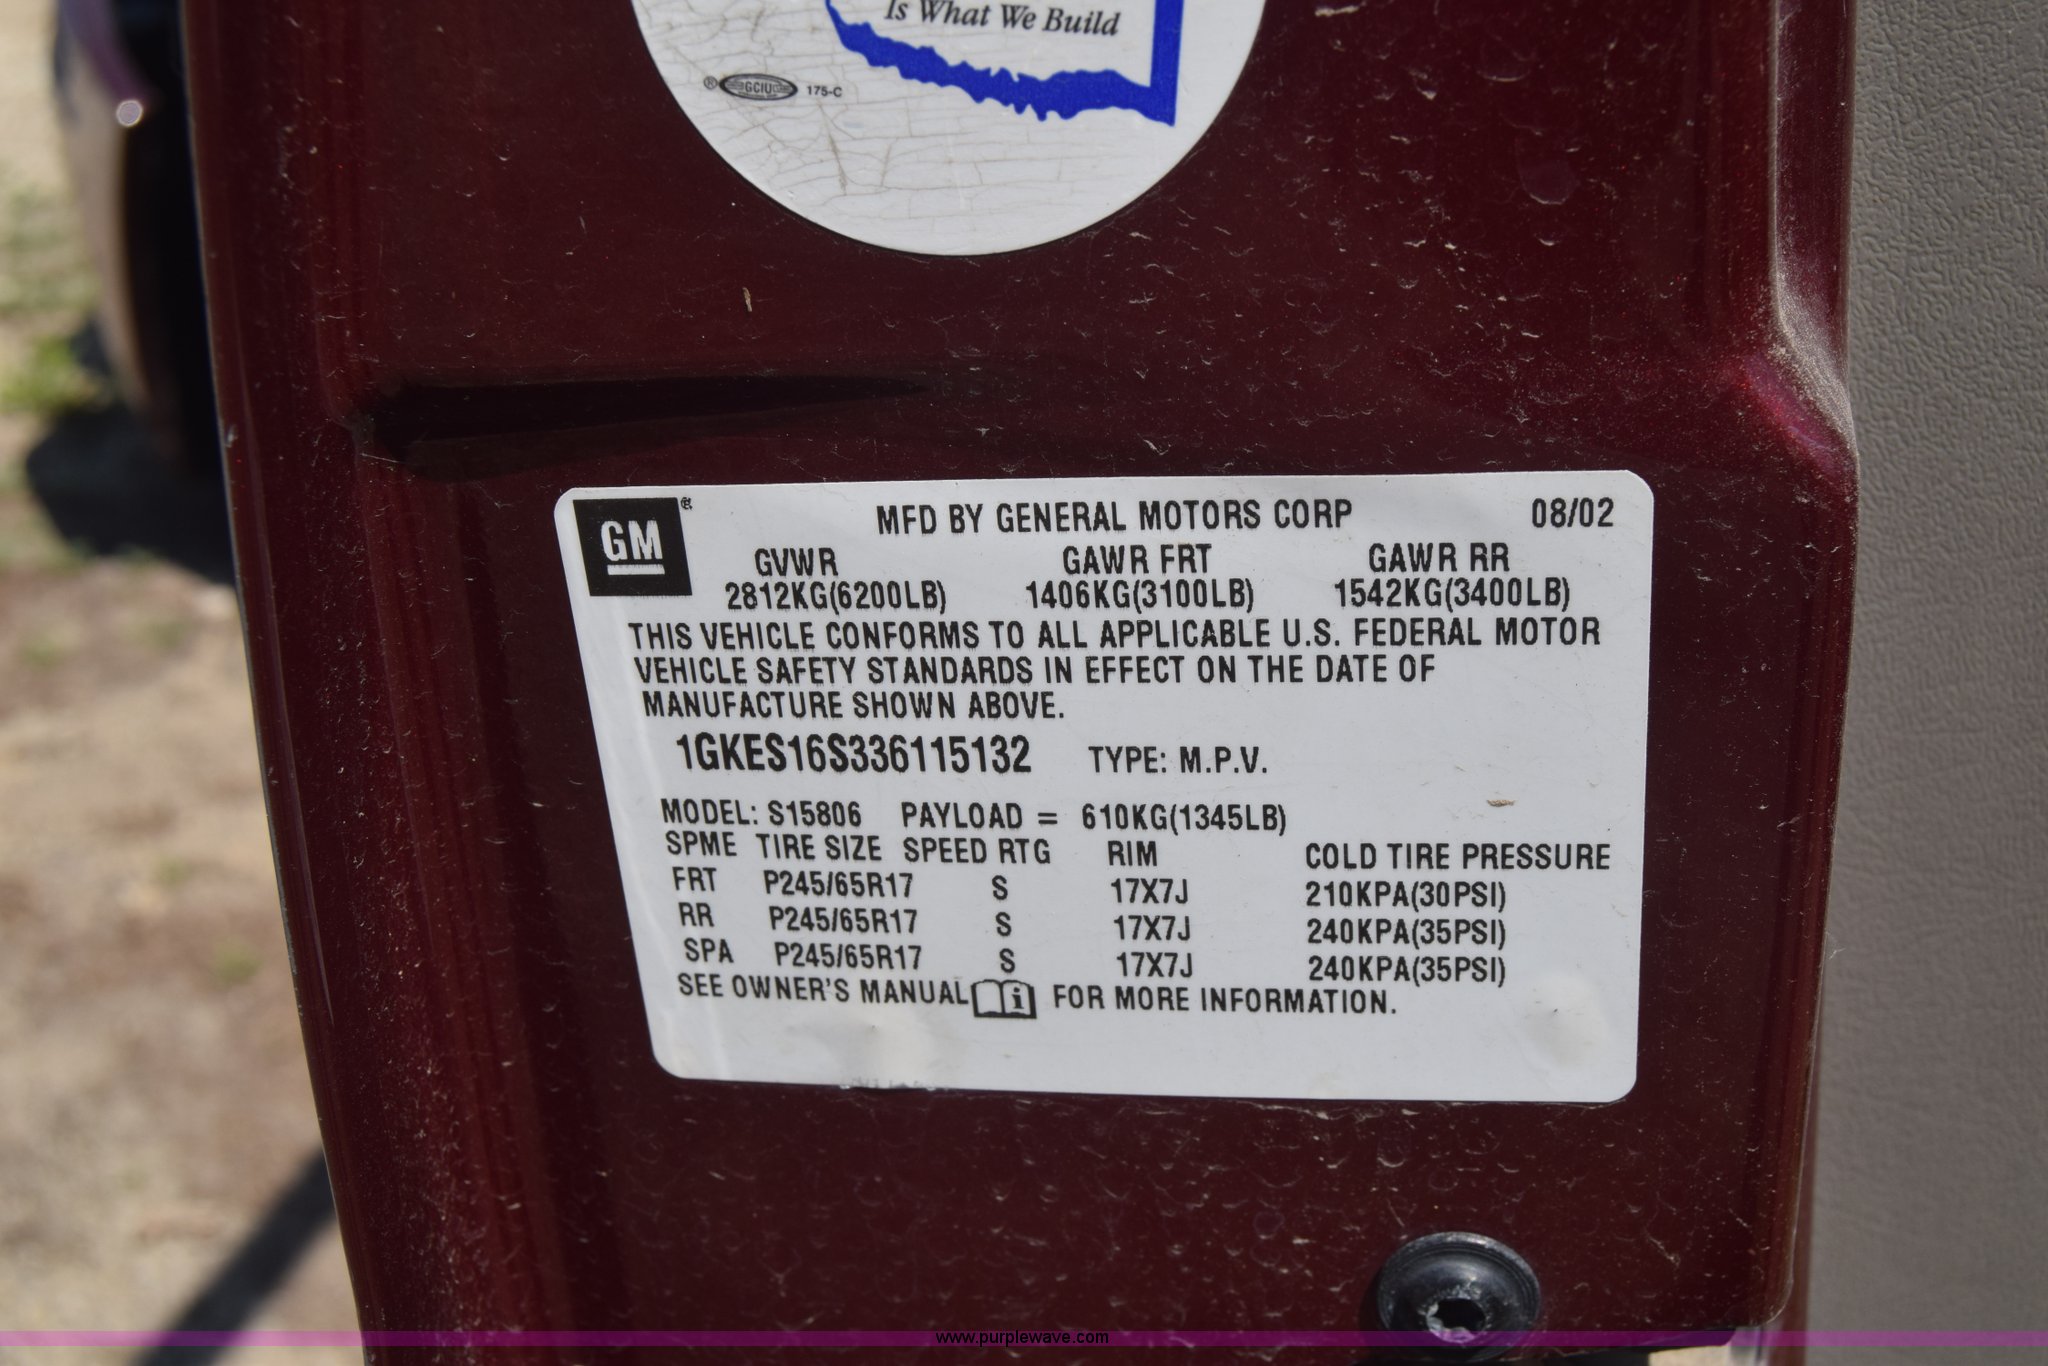 Is What We Build
® GCIU 175-C
GM®
MFD BY GENERAL MOTORS CORP 08/02
GVWR GAWR FRT GAWR RR
2812KG(6200LB) 1406KG(3100LB) 1542KG(3400LB)
THIS VEHICLE CONFORMS TO ALL APPLICABLE U.S. FEDERAL MOTOR
VEHICLE SAFETY STANDARDS IN EFFECT ON THE DATE OF
MANUFACTURE SHOWN ABOVE.
1GKES16S336115132 TYPE: M.P.V.
MODEL: S15806 PAYLOAD = 610KG(1345LB)
SPME TIRE SIZE SPEED RTG RIM COLD TIRE PRESSURE
FRT P245/65R17 S 17X7J 210KPA(30PSI)
RR P245/65R17 S 17X7J 240KPA(35PSI)
SPA P245/65R17 S 17X7J 240KPA(35PSI)
SEE OWNER'S MANUAL i FOR MORE INFORMATION.
www.purplewave.com